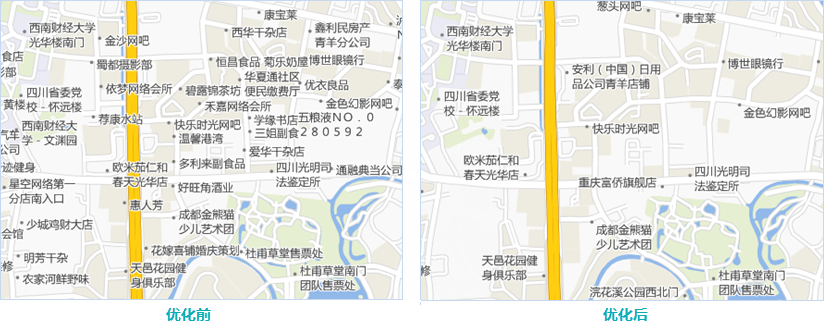 康宝莱
西南财经大学
光华楼南门
西华干杂店
鑫利民房产
青羊分公司
金沙网吧
食店
影部
蜀都摄影部
恒昌食品
菊乐奶屋
博世眼镜行
华夏通社区
便民缴费厅
优衣良品
泰
四川省委党
校-怀远楼
黄楼
依梦网络会所
碧露锦茶坊
禾嘉网络会所
金色幻影网吧
荐康水站
学缘书店
五粮液NO.0
280592
汽车
司
西南财经大
学-文渊园
快乐时光网吧
温馨港湾
三姐副食
爱华干杂店
迹健身
欧米茄仁和
春天光华店
多利来副食品
四川光明司
法鉴定所
通融典当公司
星空网络第一
分店南入口
好旺角酒业
惠人芳
少城鸡财大店
会馆
成都金熊猫
少儿艺术团
明芳干杂
修
花嫁喜铺婚庆策划
杜甫草堂售票处
农家河鲜野味
天邑花园健
身俱乐部
杜甫草堂南门
团队售票处
优化前
葱头网吧
康宝莱
西南财经大学
光华楼南门
博世眼镜行
安利（中国）日用
品公司青羊店铺
四川省委党
校-怀远楼
金色幻影网吧
快乐时光网吧
欧米茄仁和
春天光华店
四川光明司
法鉴定所
重庆富侨旗舰店
成都金熊猫
少儿艺术团
天邑花园健
身俱乐部
杜甫草堂南门
团队售票处
浣花溪公园西北门
优化后